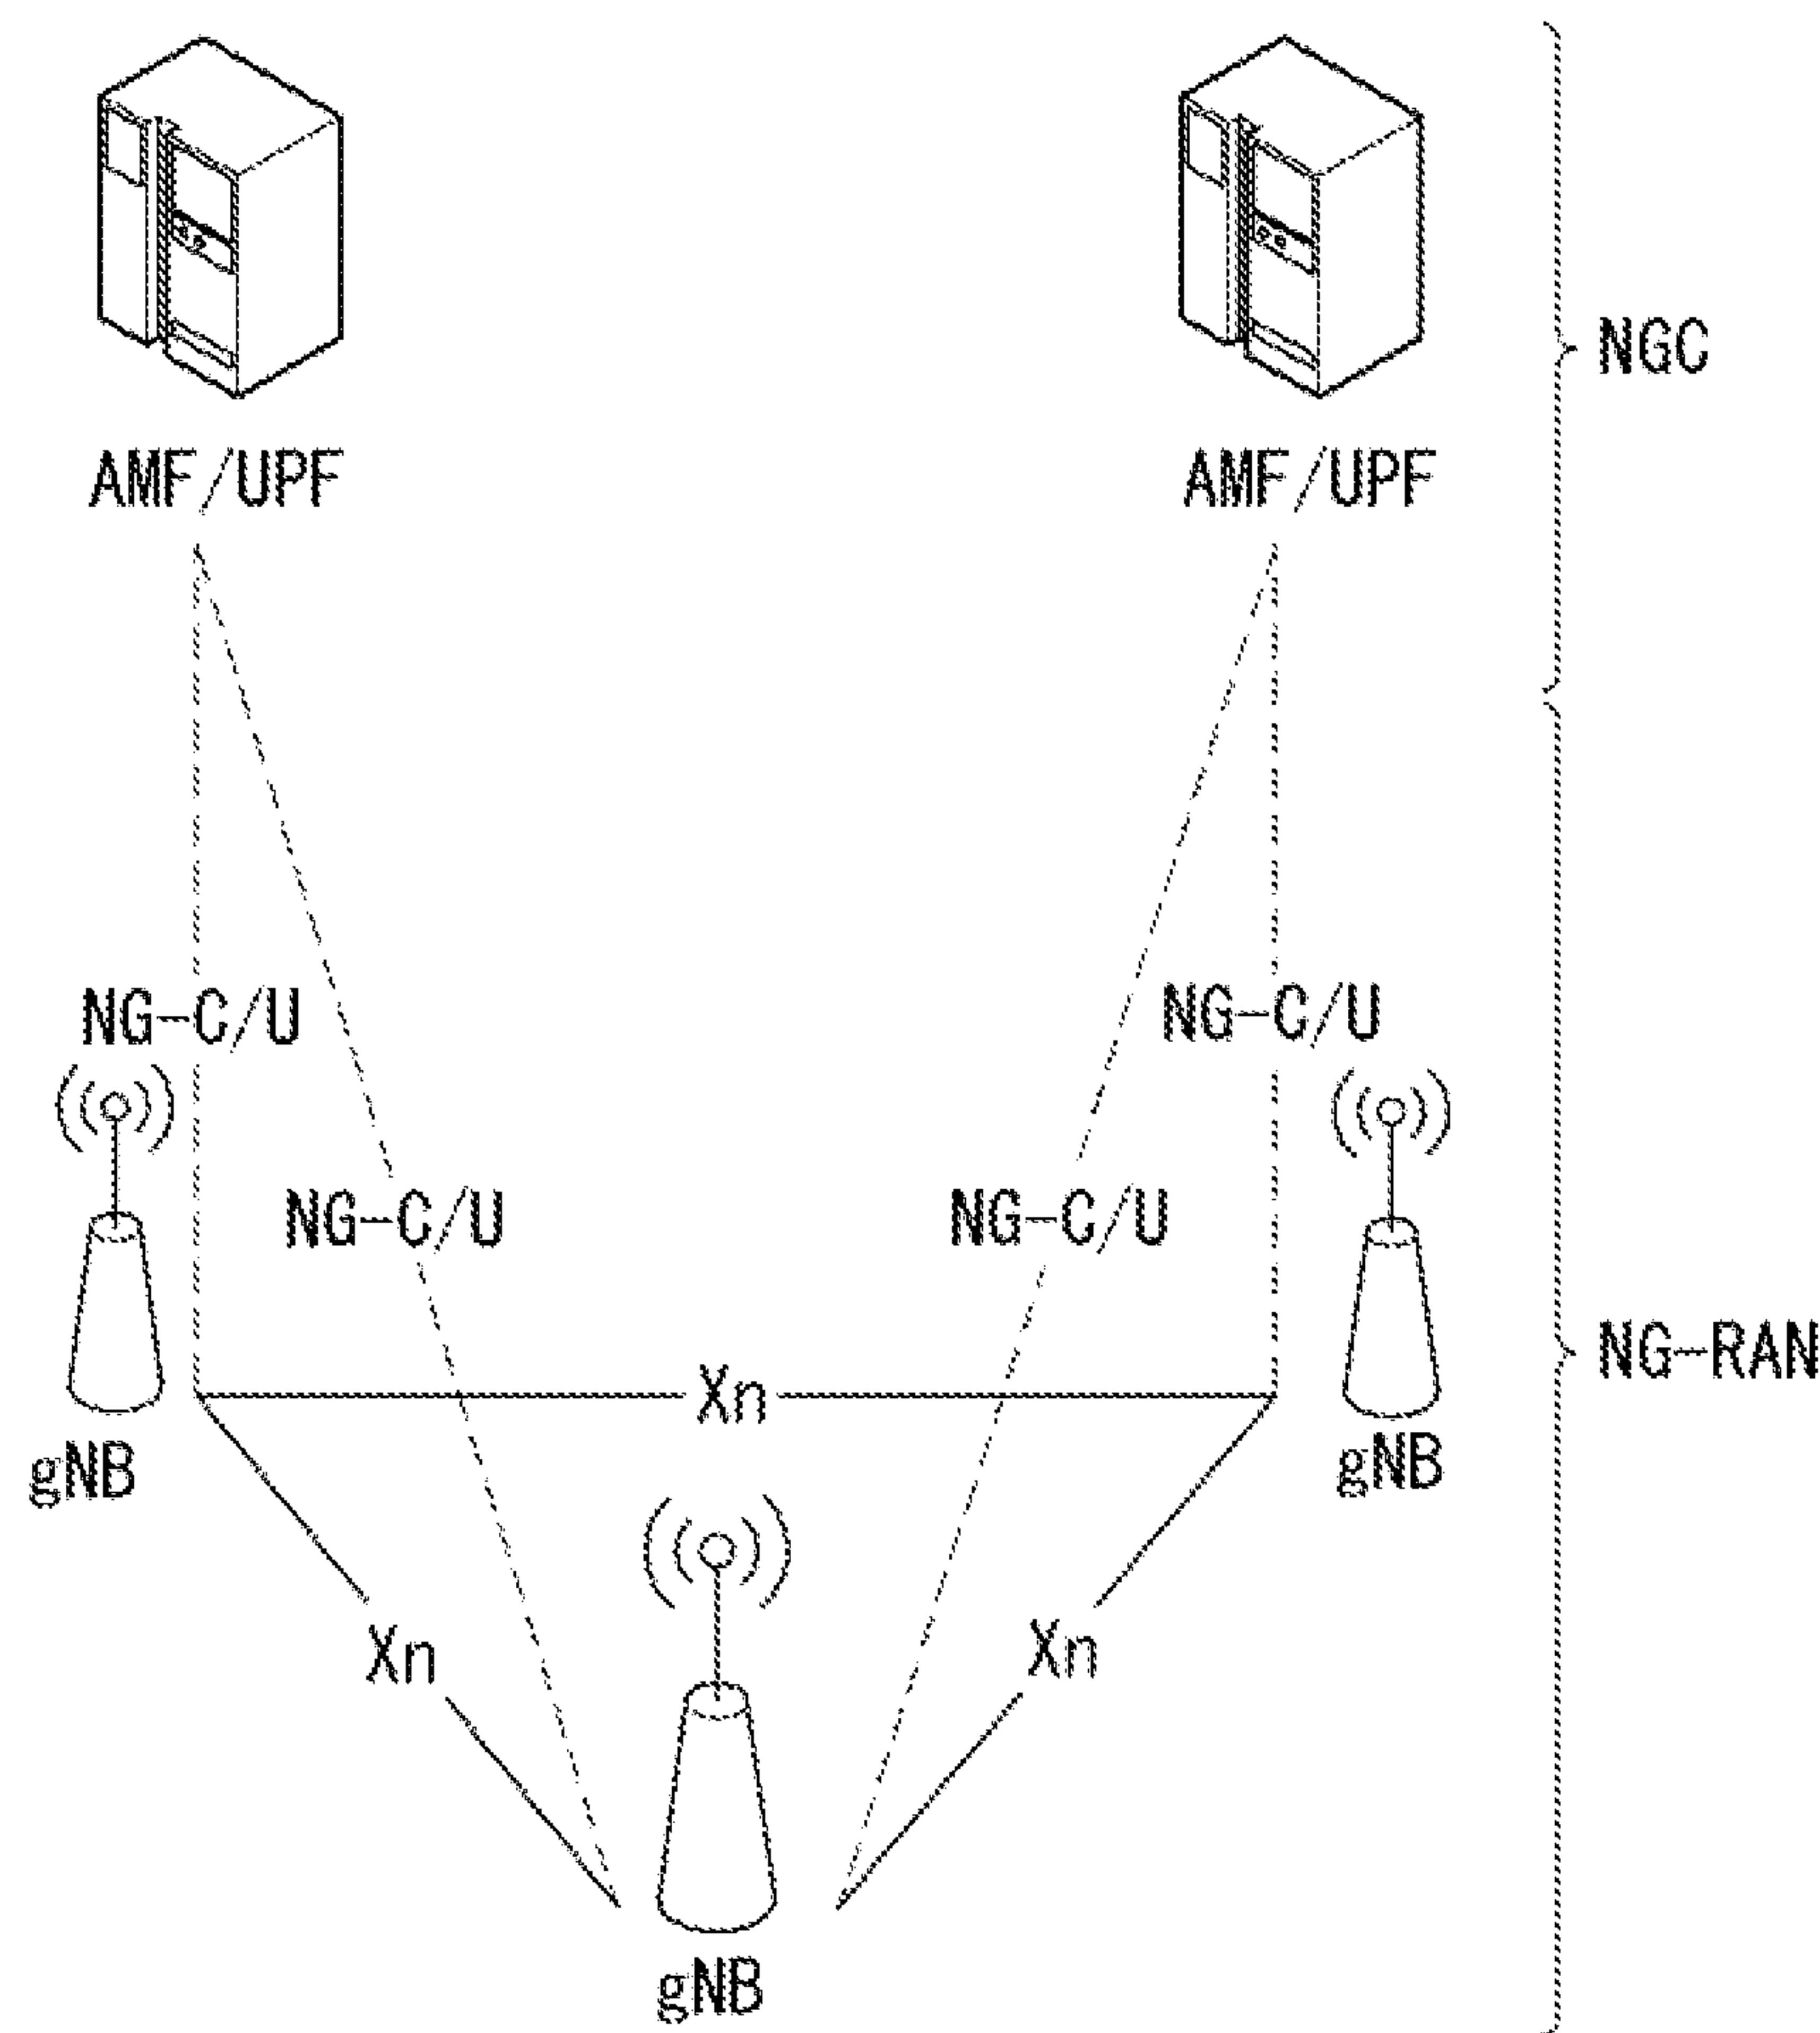 NGC
AMF/UPF
AMF/UPF
NG-C/U
NG-C/U
NG-C/U
NG-C/U
NG-RAN
Xn
gNB
gNB
Xn
Xn
gNB